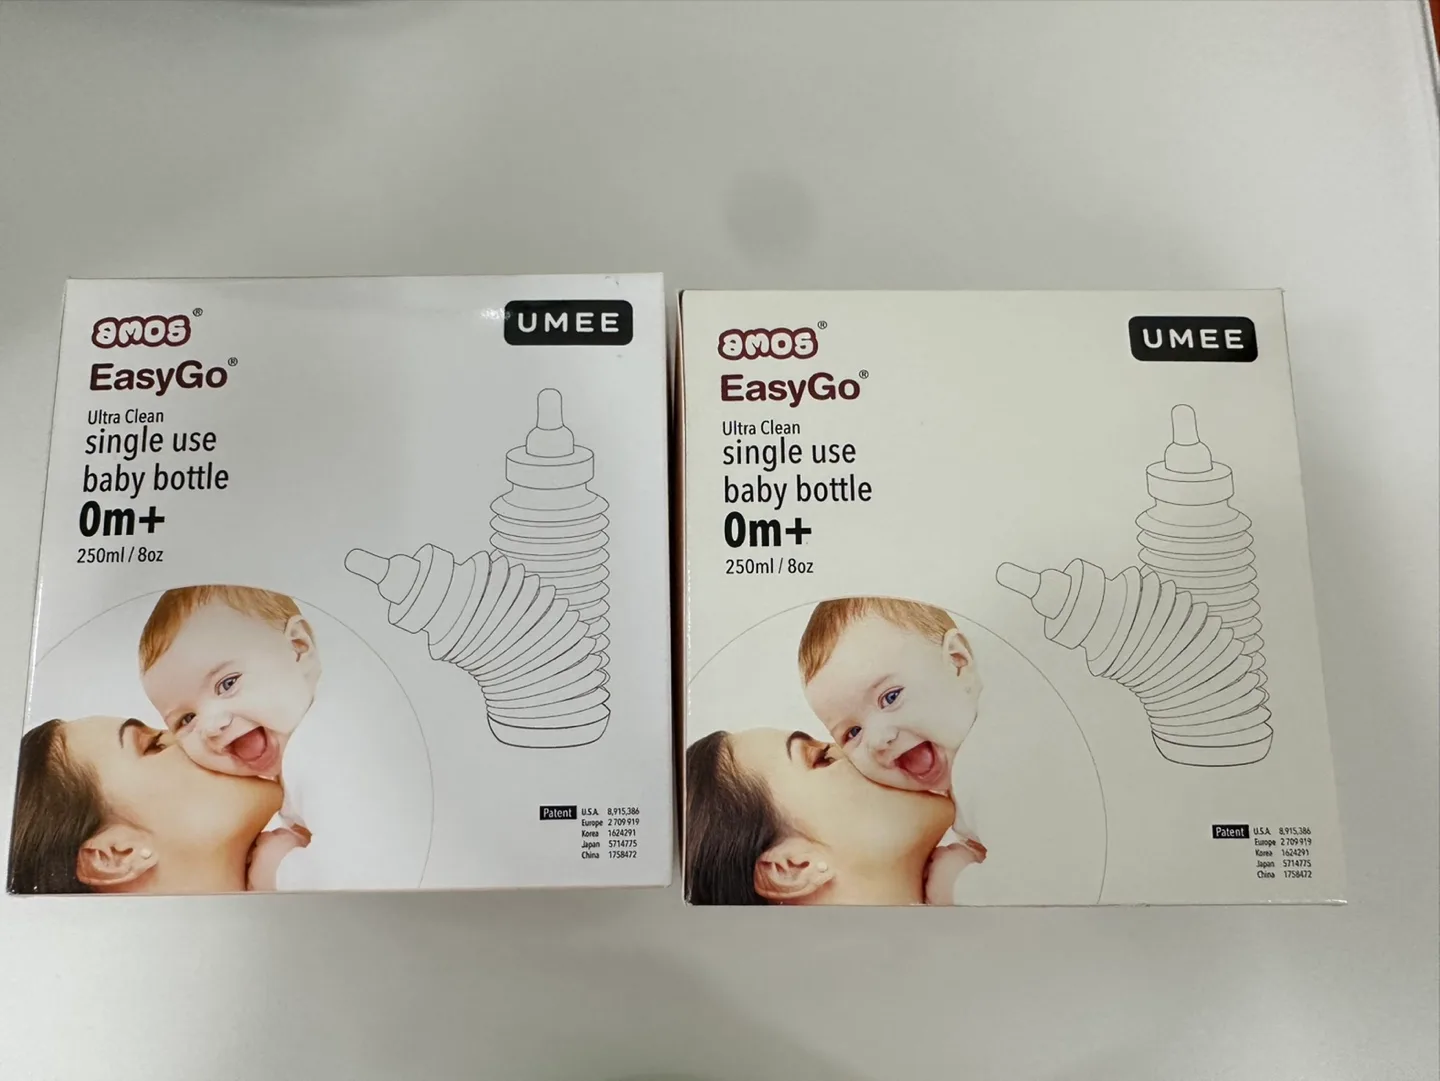 amos®
UMEE
EasyGo®
Ultra Clean
single use
baby bottle
0m+
250ml / 8oz
Patent U.S.A. 8,915,386
Europe 2 709 919
Korea 1624291
Japan 5714775
China 1758472
amos®
UMEE
EasyGo®
Ultra Clean
single use
baby bottle
0m+
250ml / 8oz
Patent U.S.A. 8,915,386
Europe 2 709 919
Korea 1624291
Japan 5714775
China 1758472